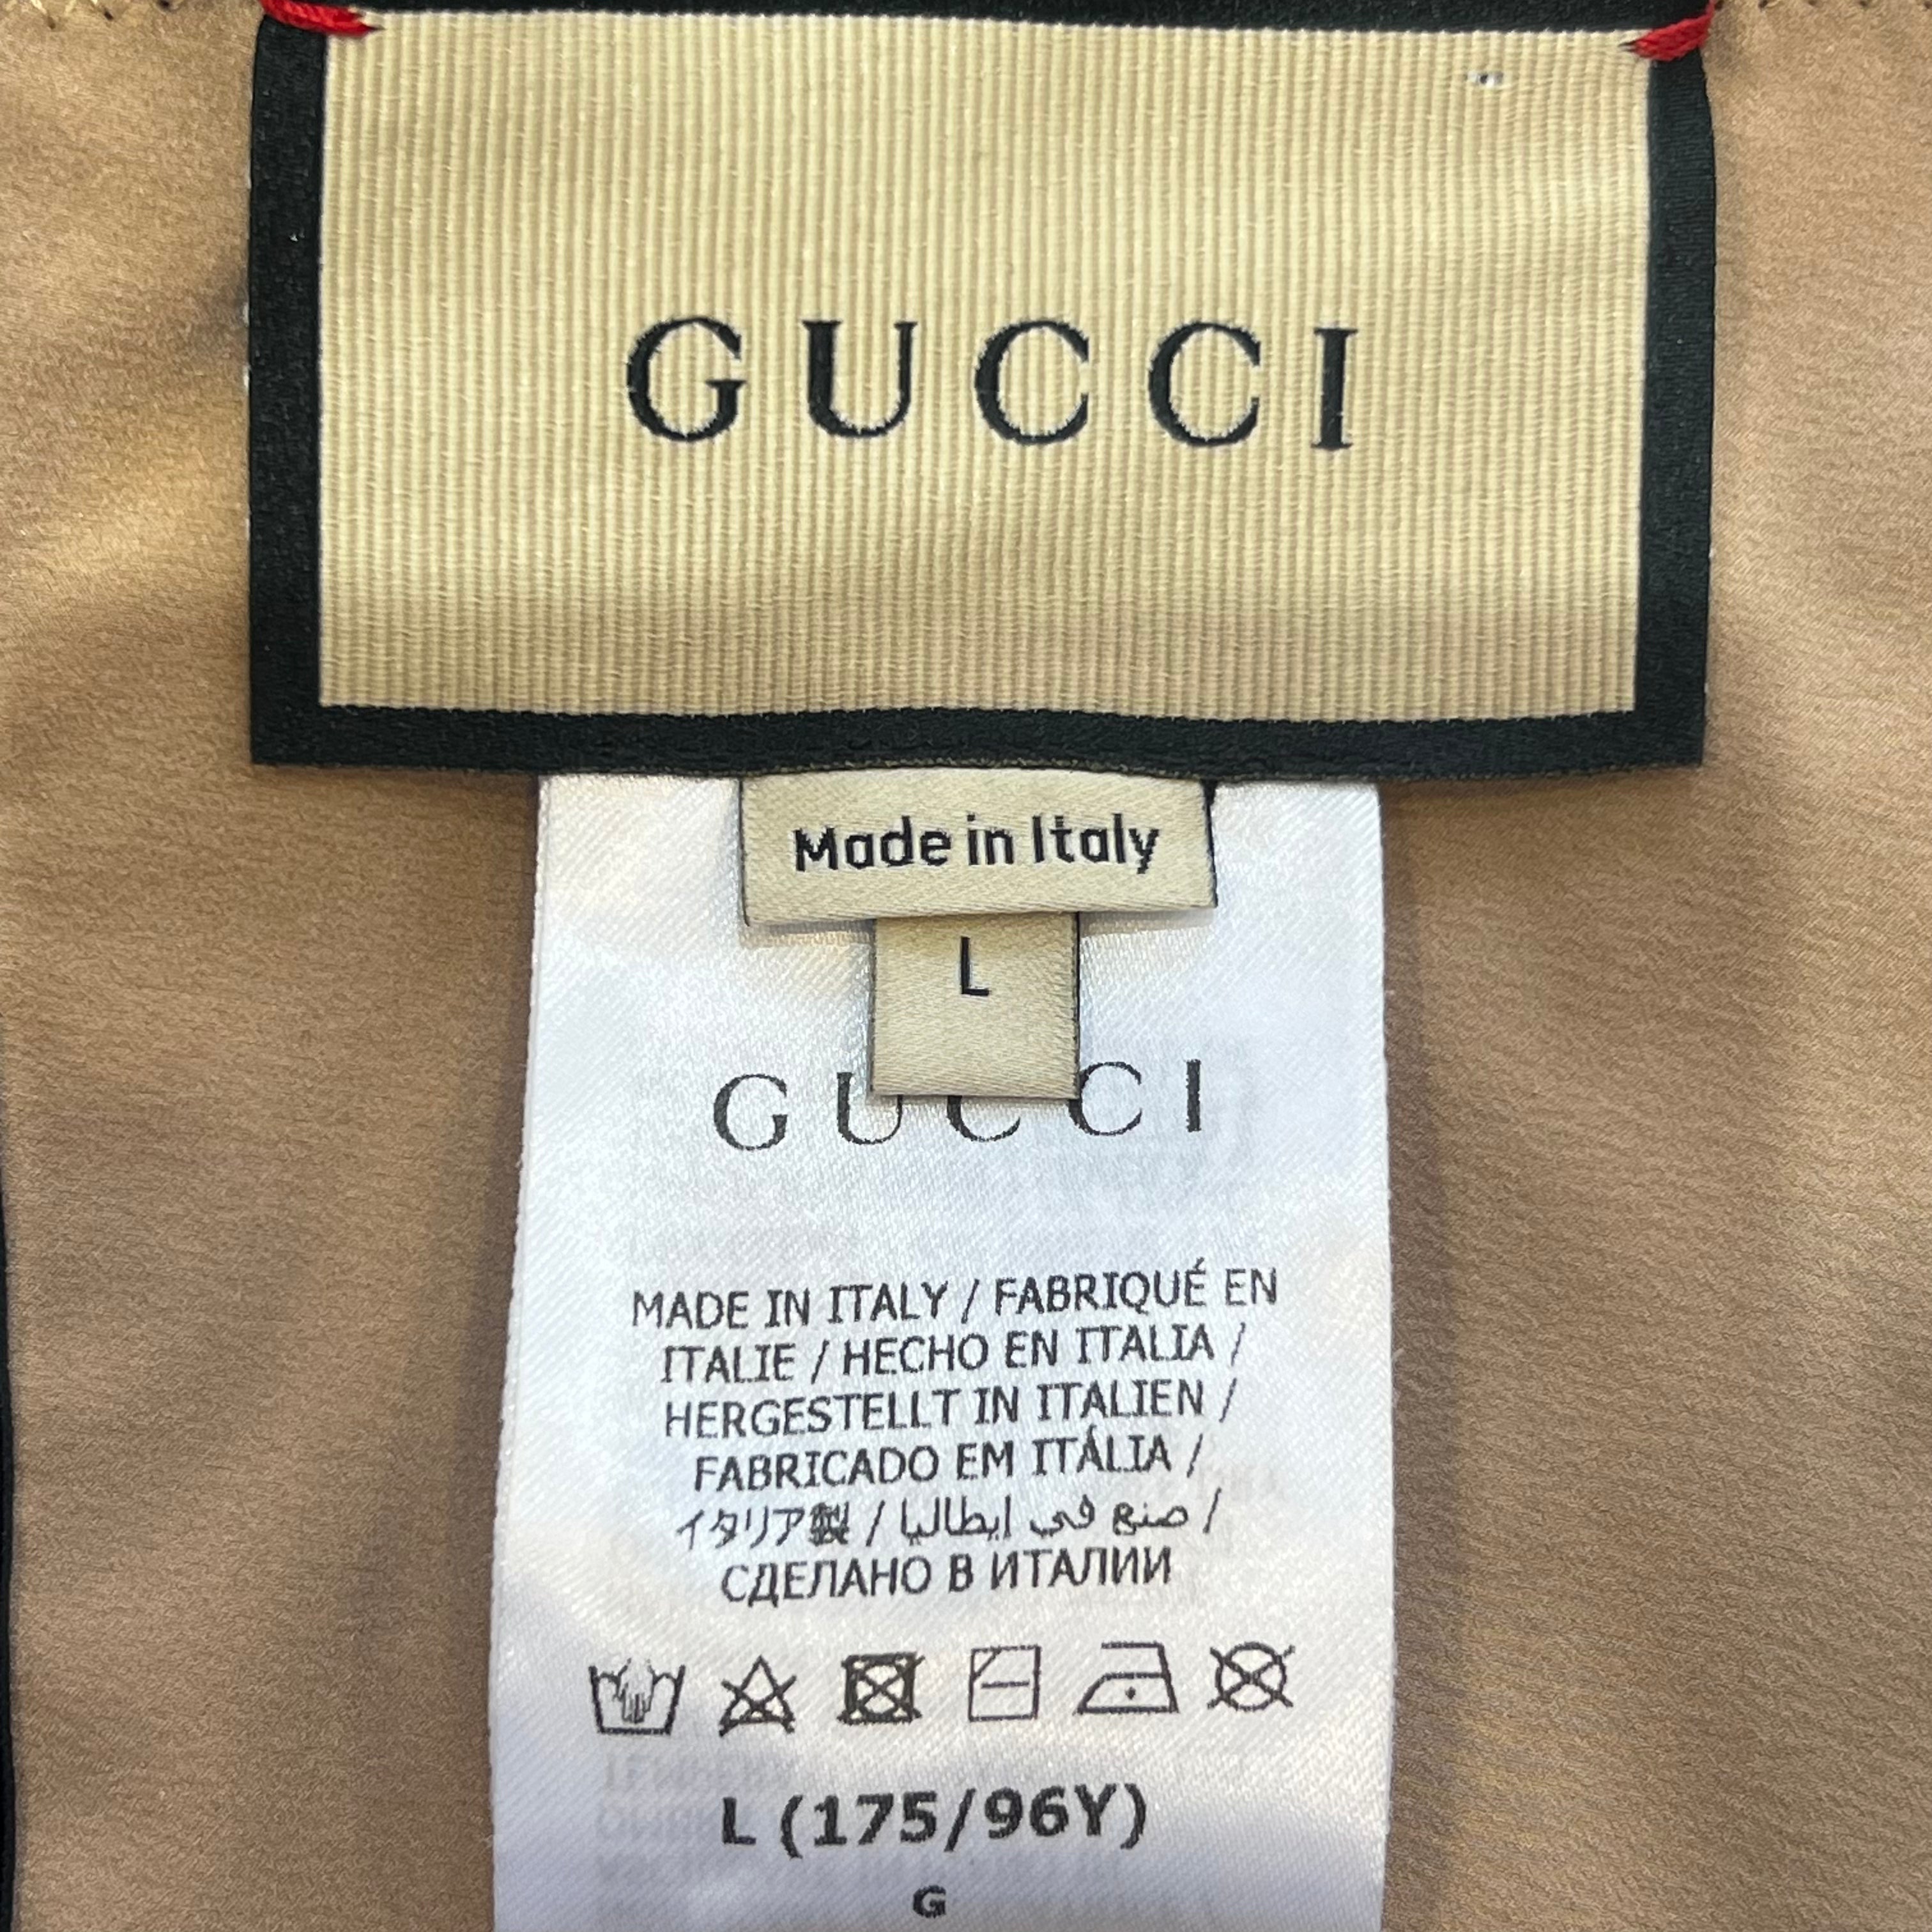 GUCCI
Made in Italy
L
GUCCI
MADE IN ITALY / FABRIQUÉ EN
ITALIE / HECHO EN ITALIA /
HERGESTELLT IN ITALIEN /
FABRICADO EM ITÁLIA /
イタリア製 / صنع في ايطاليا /
СДЕЛАНО В ИТАЛИИ
L (175/96Y)
G